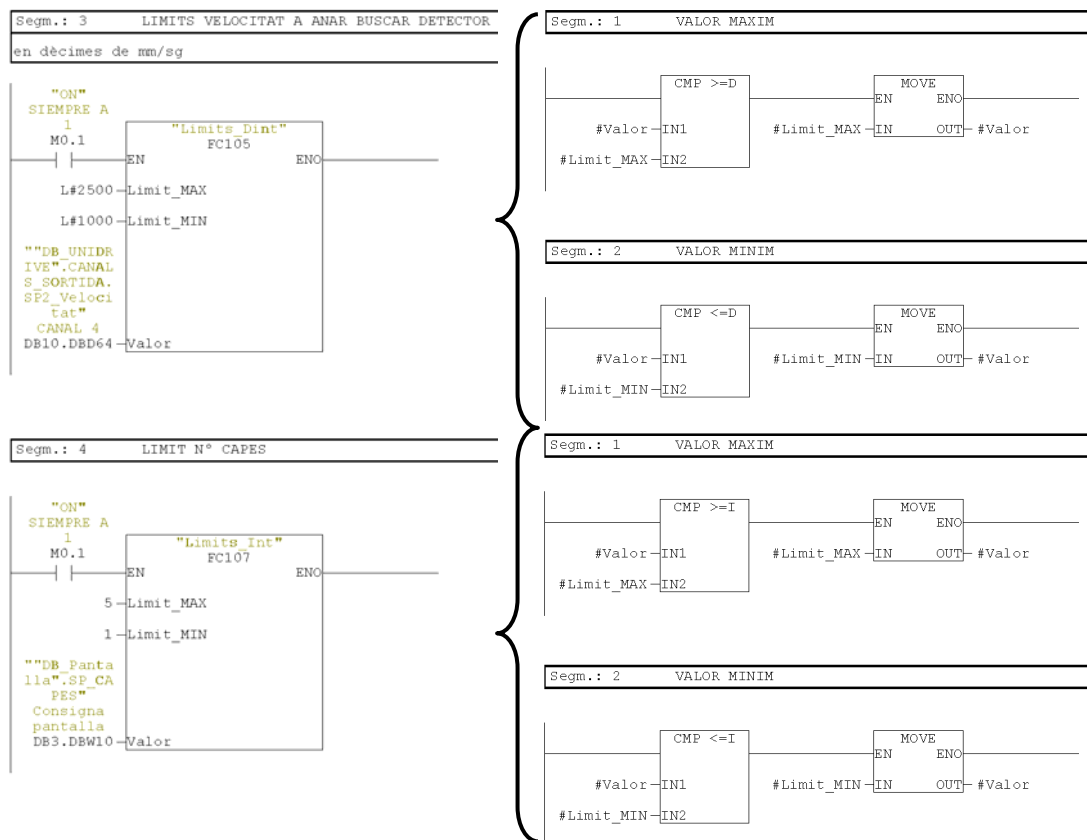 Segm.: 3 LIMITS VELOCITAT A ANAR BUSCAR DETECTOR
en dècimes de mm/sg
"ON"
SIEMPRE A
1
M0.1
"Limits_Dint"
FC105
EN ENO
L#2500 Limit_MAX
L#1000 Limit_MIN
""DB_UNIDR
IVE".CANAL
S_SORTIDA.
SP2_Veloci
tat"
CANAL 4
DB10.DBD64 Valor
Segm.: 4 LIMIT Nº CAPES
"ON"
SIEMPRE A
1
M0.1
"Limits_Int"
FC107
EN ENO
5 Limit_MAX
1 Limit_MIN
""DB_Panta
lla".SP_CA
PES"
Consigna
pantalla
DB3.DBW10 Valor
Segm.: 1 VALOR MAXIM
CMP >=D MOVE
EN ENO
#Valor IN1 #Limit_MAX IN OUT #Valor
#Limit_MAX IN2
Segm.: 2 VALOR MINIM
CMP <=D MOVE
EN ENO
#Valor IN1 #Limit_MIN IN OUT #Valor
#Limit_MIN IN2
Segm.: 1 VALOR MAXIM
CMP >=I MOVE
EN ENO
#Valor IN1 #Limit_MAX IN OUT #Valor
#Limit_MAX IN2
Segm.: 2 VALOR MINIM
CMP <=I MOVE
EN ENO
#Valor IN1 #Limit_MIN IN OUT #Valor
#Limit_MIN IN2